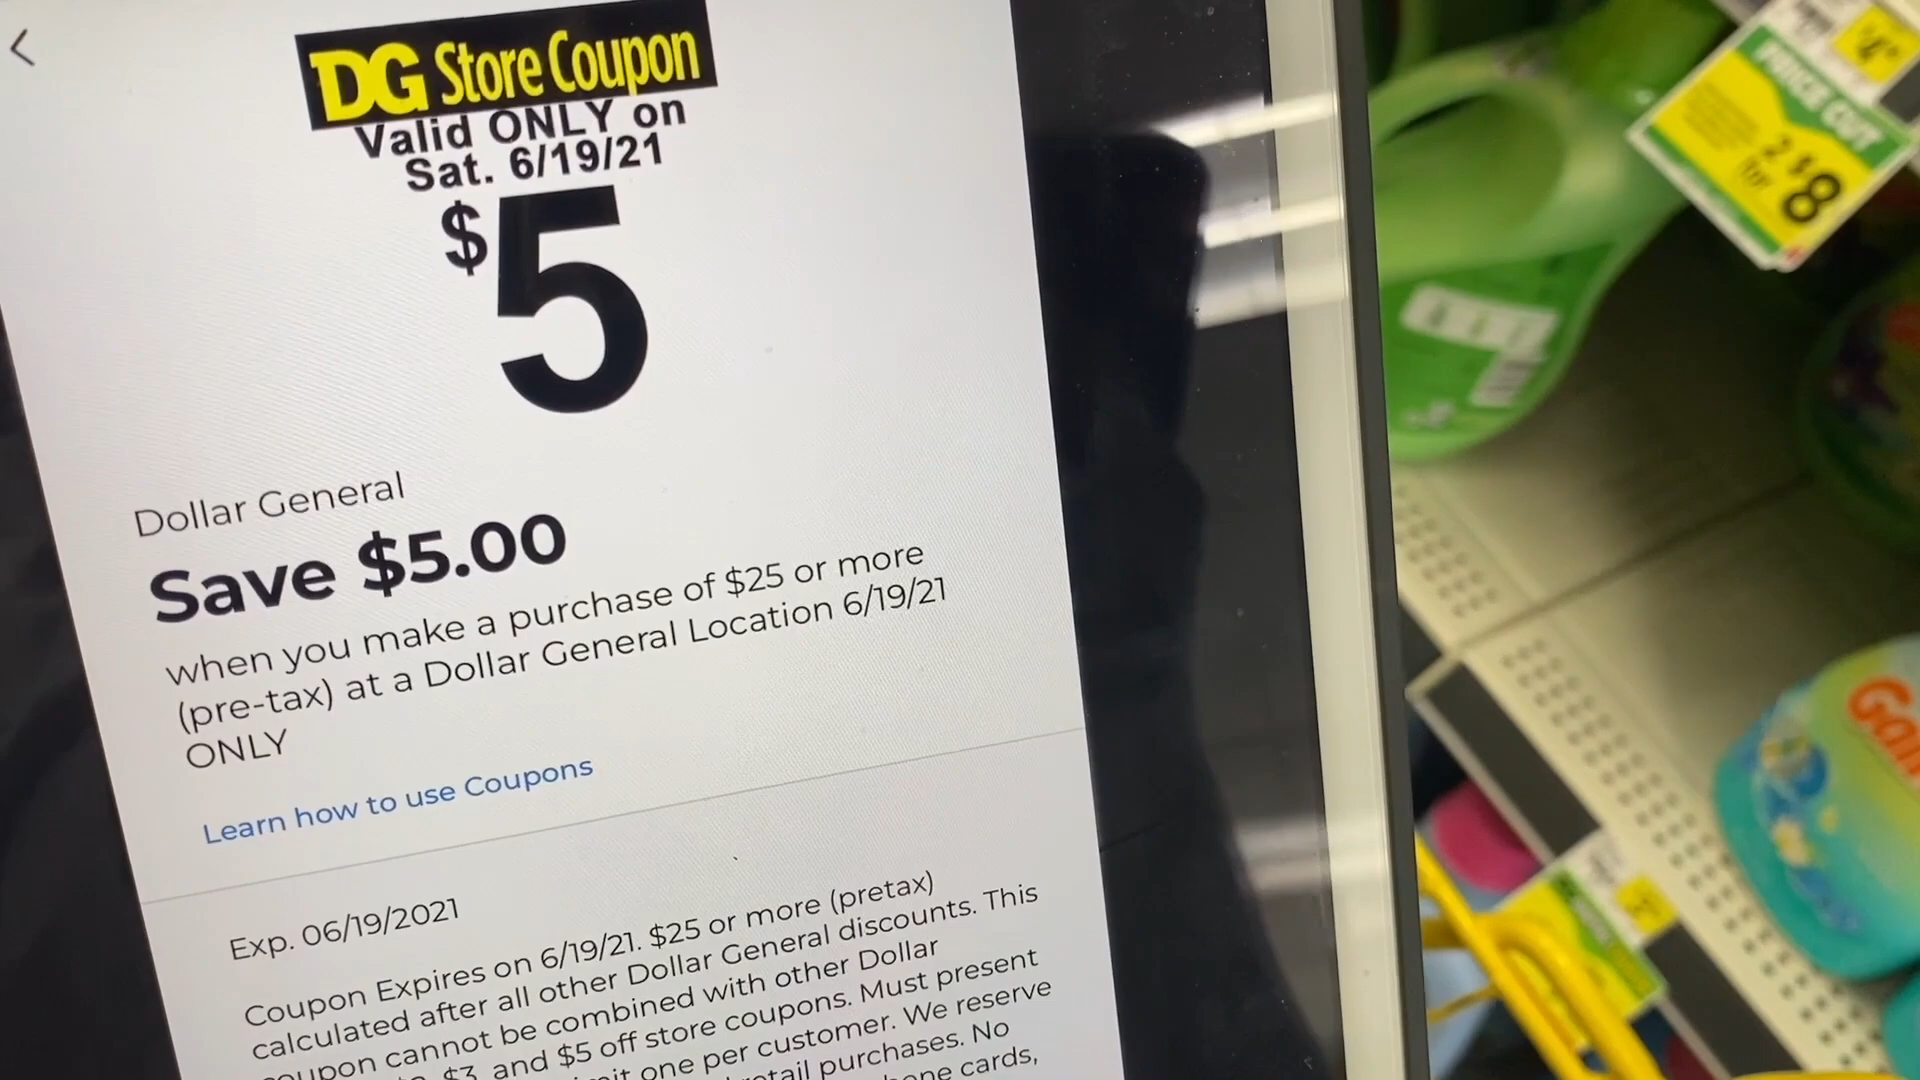 DG Store Coupon
Valid ONLY on
Sat. 6/19/21
$5
Dollar General
Save $5.00
when you make a purchase of $25 or more
(pre-tax) at a Dollar General Location 6/19/21
ONLY
Learn how to use Coupons
Exp. 06/19/2021
Coupon Expires on 6/19/21. $25 or more (pretax)
calculated after all other Dollar General discounts. This
coupon cannot be combined with other Dollar
$3 and $5 off store coupons. Must present
one per customer. We reserve
retail purchases. No
cards,
PRICE CUT
2 $8
Gain